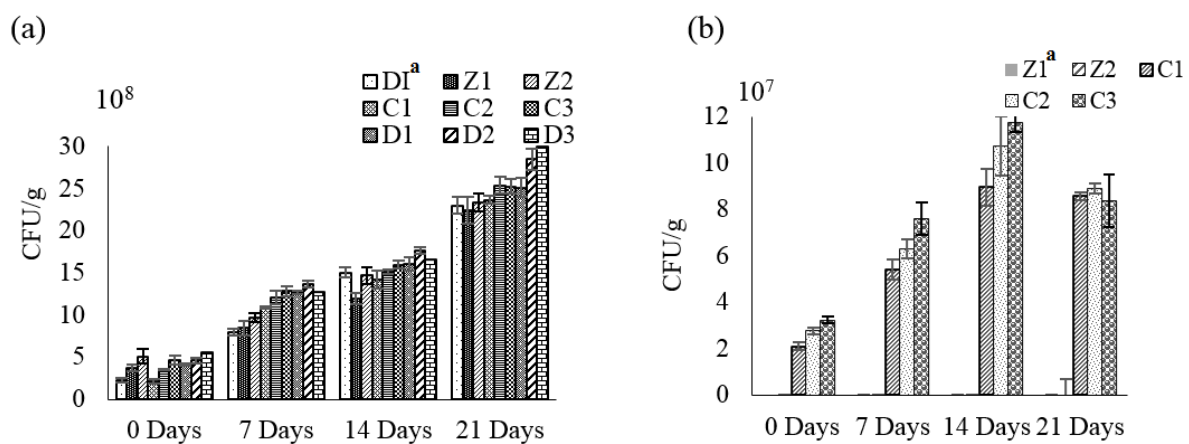 (a)
DIᵃ Z1 Z2
C1 C2 C3
D1 D2 D3
10⁸
CFU/g
30
25
20
15
10
5
0
0 Days 7 Days 14 Days 21 Days
(b)
Z1ᵃ Z2 C1
C2 C3
10⁷
CFU/g
12
10
8
6
4
2
0
0 Days 7 Days 14 Days 21 Days